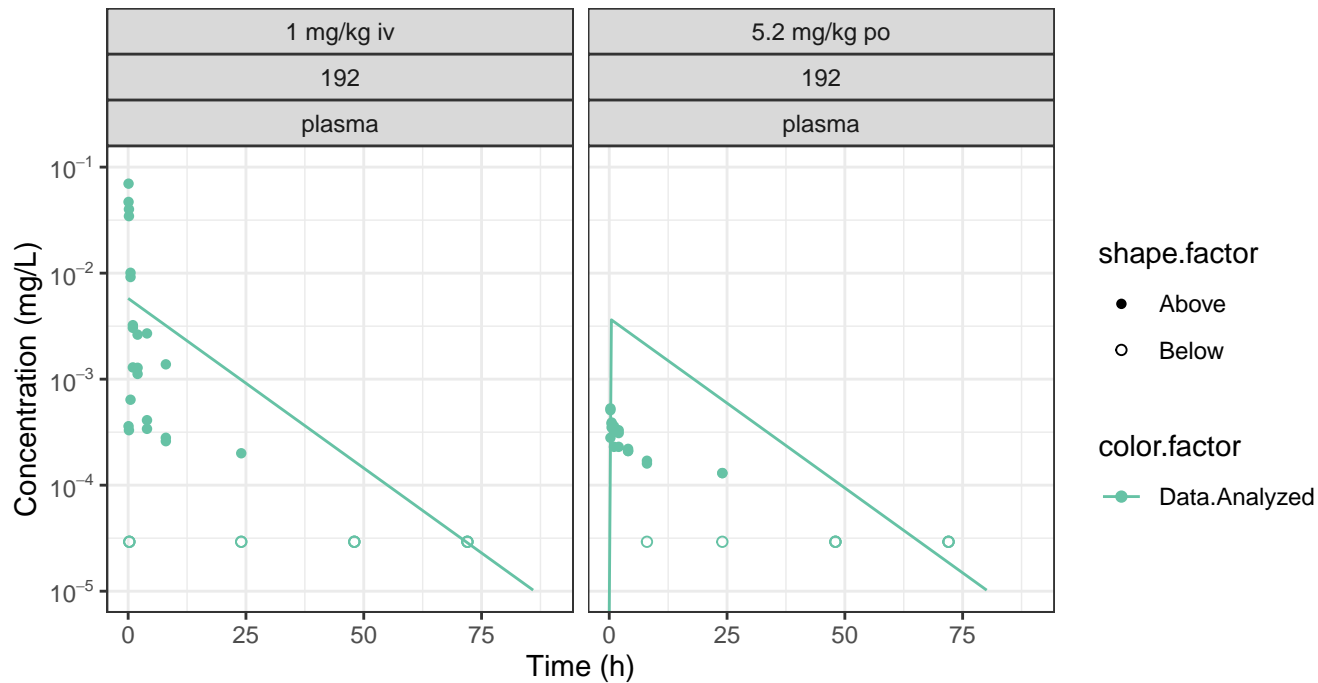 1 mg/kg iv
5.2 mg/kg po
192
192
plasma
plasma
Concentration (mg/L)
10⁻¹
10⁻²
10⁻³
10⁻⁴
10⁻⁵
0
25
50
75
0
25
50
75
Time (h)
shape.factor
Above
Below
color.factor
Data.Analyzed